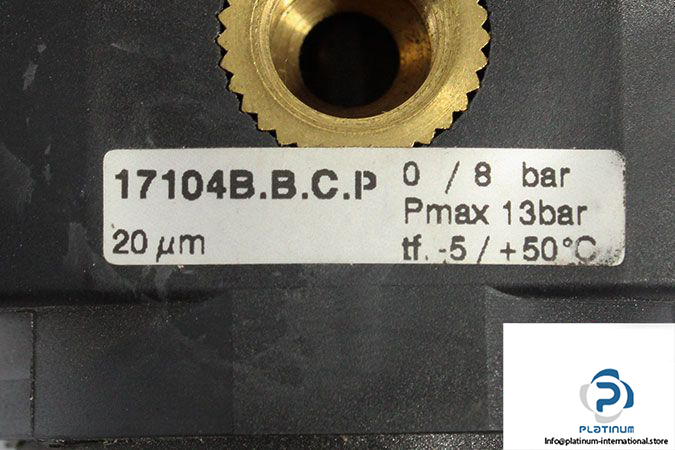 17104B.B.C.P
20 µm
0 / 8 bar
Pmax 13bar
tf. -5 / +50°C
PLATINUM
Info@platinum-international.store